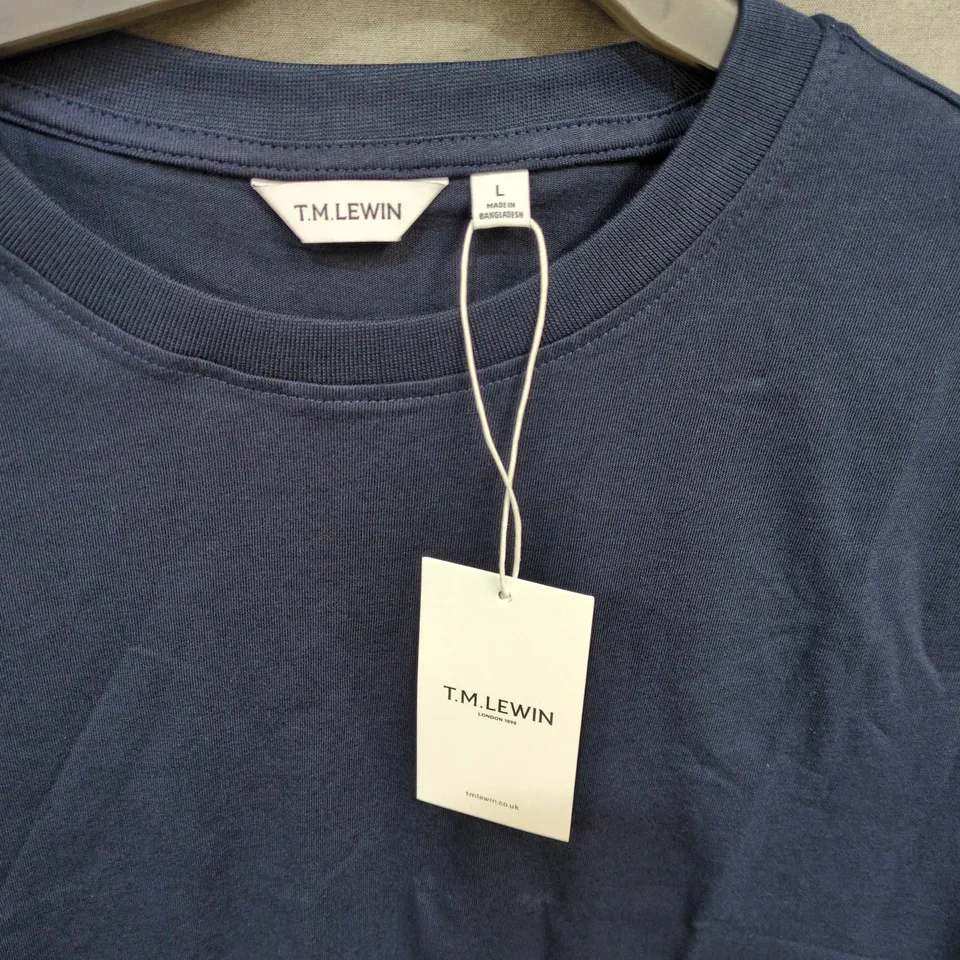 T.M.LEWIN
L
MADE IN
BANGLADESH
T.M.LEWIN
LONDON 1898
tmlewin.co.uk